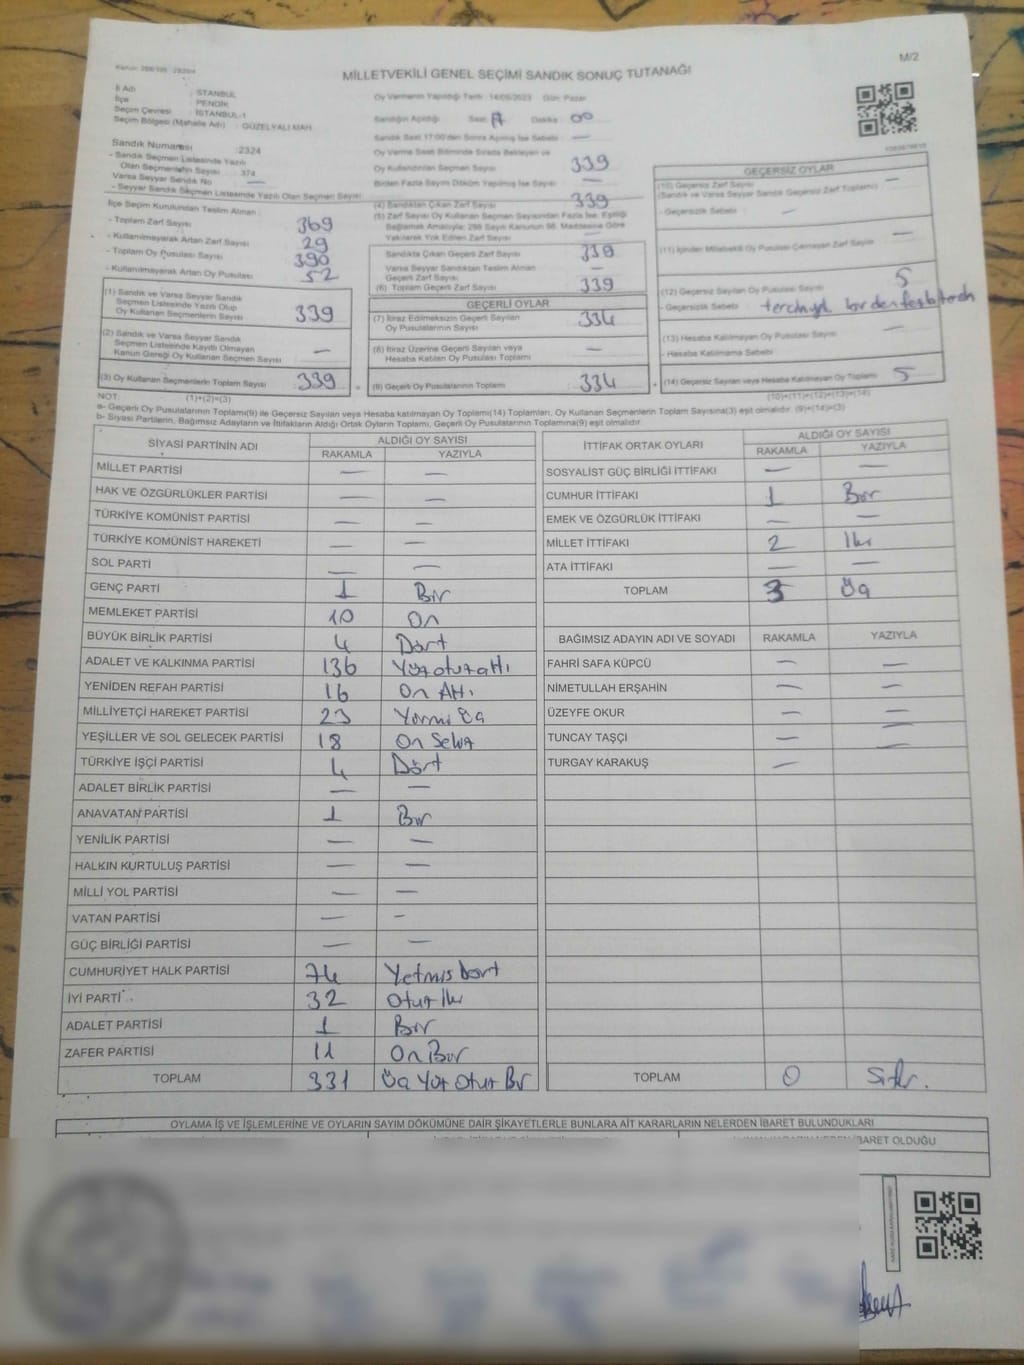 M/2
MİLLETVEKİLİ GENEL SEÇİMİ SANDIK SONUÇ TUTANAĞI
İl Adı : İSTANBUL
İlçe : PENDİK
Seçim Çevresi : İSTANBUL-1
Seçim Bölgesi (Mahalle Adı) : GÜZELYALI MAH
Oy Vermenin Yapıldığı Tarih : 14/05/2023 Gün: Pazar
Sandığın Açıldığı Saat: Dakika: 00
Sandık Saat 17:00'den Sonra Açılmış İse Sebebi —
Sandık Numarası :2324
- Sandık Seçmen Listesinde Yazılı
Olan Seçmenlerin Sayısı : 374
Varsa Seyyar Sandık No —
- Seyyar Sandık Seçmen Listesinde Yazılı Olan Seçmen Sayısı
Oy Verme Saati Bitiminde Sırada Bekleyen ve
Oy Kullandırılan Seçmen Sayısı 339
Birden Fazla Sayım Döküm Yapılmış İse Sayısı —
İlçe Seçim Kurulundan Teslim Alınan
- Toplam Zarf Sayısı 369
- Kullanılmayarak Artan Zarf Sayısı 29
- Toplam Oy Pusulası Sayısı 390
- Kullanılmayarak Artan Oy Pusulası 52
(4) Sandıktan Çıkan Zarf Sayısı 339
(5) Zarf Sayısı Oy Kullanan Seçmen Sayısından Fazla İse, Eşitliği
Bağlamak Amacıyla; 298 Sayılı Kanunun 98. Maddesine Göre
Yakılarak Yok Edilen Zarf Sayısı —
Sandıkta Çıkan Geçerli Zarf Sayısı 339
Varsa Seyyar Sandıktan Teslim Alınan
Geçerli Zarf Sayısı —
(6) Toplam Geçerli Zarf Sayısı 339
(1) Sandık ve Varsa Seyyar Sandık
Seçmen Listesinde Yazılı Olup
Oy Kullanan Seçmenlerin Sayısı 339
(2) Sandık ve Varsa Seyyar Sandık
Seçmen Listesinde Kayıtlı Olmayan
Kanun Gereği Oy Kullanan Seçmen Sayısı —
(3) Oy Kullanan Seçmenlerin Toplam Sayısı 339
GEÇERLİ OYLAR
(7) İtiraz Edilmeksizin Geçerli Sayılan
Oy Pusulalarının Sayısı 334
(8) İtiraz Üzerine Geçerli Sayılan veya
Hesaba Katılan Oy Pusulası Toplamı —
(9) Geçerli Oy Pusulalarının Toplamı 334
GEÇERSİZ OYLAR
(10) Geçersiz Zarf Sayısı —
(Sandık ve Varsa Seyyar Sandık Geçersiz Zarf Toplamı)
- Geçersizlik Sebebi —
(11) İçinden Milletvekili Oy Pusulası Çıkmayan Zarf Sayısı —
(12) Geçersiz Sayılan Oy Pusulası Sayısı 5
- Geçersizlik Sebebi
(13) Hesaba Katılmayan Oy Pusulası Sayısı —
- Hesaba Katılmama Sebebi
(14) Geçersiz Sayılan veya Hesaba Katılmayan Oy Toplamı 5
NOT: (1)+(2)=(3) (10)+(11)+(12)+(13)=(14)
a- Geçerli Oy Pusulaları Toplamı(9) ile Geçersiz Sayılan veya Hesaba katılmayan Oy Toplamı(14) Toplamları, Oy Kullanan Seçmenlerin Toplam Sayısına(3) eşit olmalıdır. (9)+(14)=(3)
b- Siyasi Partilerin, Bağımsız Adayların ve İttifakların Aldığı Ortak Oyların Toplamı, Geçerli Oy Pusulalarının Toplamına(9) eşit olmalıdır.
SİYASİ PARTİNİN ADI ALDIĞI OY SAYISI
RAKAMLA YAZIYLA
MİLLET PARTİSİ — —
HAK VE ÖZGÜRLÜKLER PARTİSİ — —
TÜRKİYE KOMÜNİST PARTİSİ — —
TÜRKİYE KOMÜNİST HAREKETİ — —
SOL PARTİ — —
GENÇ PARTİ 1 Bir
MEMLEKET PARTİSİ 10 On
BÜYÜK BİRLİK PARTİSİ 4 Dört
ADALET VE KALKINMA PARTİSİ 136 Yüzotuzaltı
YENİDEN REFAH PARTİSİ 16 On Altı
MİLLİYETÇİ HAREKET PARTİSİ 23 Yirmi Üç
YEŞİLLER VE SOL GELECEK PARTİSİ 18 On Sekiz
TÜRKİYE İŞÇİ PARTİSİ 4 Dört
ADALET BİRLİK PARTİSİ — —
ANAVATAN PARTİSİ 1 Bir
YENİLİK PARTİSİ — —
HALKIN KURTULUŞ PARTİSİ — —
MİLLİ YOL PARTİSİ — —
VATAN PARTİSİ — —
GÜÇ BİRLİĞİ PARTİSİ — —
CUMHURİYET HALK PARTİSİ 74 Yetmiş Dört
İYİ PARTİ 32 Otuz İki
ADALET PARTİSİ 1 Bir
ZAFER PARTİSİ 11 On Bir
TOPLAM 331 Üç Yüz Otuz Bir
İTTİFAK ORTAK OYLARI ALDIĞI OY SAYISI
RAKAMLA YAZIYLA
SOSYALİST GÜÇ BİRLİĞİ İTTİFAKI — —
CUMHUR İTTİFAKI 1 Bir
EMEK VE ÖZGÜRLÜK İTTİFAKI — —
MİLLET İTTİFAKI 2 İki
ATA İTTİFAKI — —
TOPLAM 3 Üç
BAĞIMSIZ ADAYIN ADI VE SOYADI RAKAMLA YAZIYLA
FAHRİ SAFA KÜPCÜ — —
NİMETULLAH ERŞAHİN — —
ÜZEYFE OKUR — —
TUNCAY TAŞÇI — —
TURGAY KARAKUŞ —
TOPLAM 0 Sıfır.
OYLAMA İŞ VE İŞLEMLERİNE VE OYLARIN SAYIM DÖKÜMÜNE DAİR ŞİKAYETLERLE BUNLARA AİT KARARLARIN NELERDEN İBARET BULUNDUKLARI
İBARET OLDUĞU